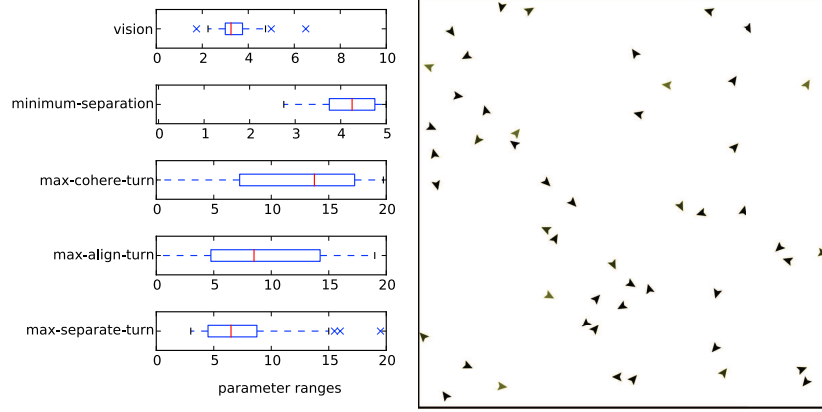 vision
0 2 4 6 8 10
minimum-separation
0 1 2 3 4 5
max-cohere-turn
0 5 10 15 20
max-align-turn
0 5 10 15 20
max-separate-turn
0 5 10 15 20
parameter ranges